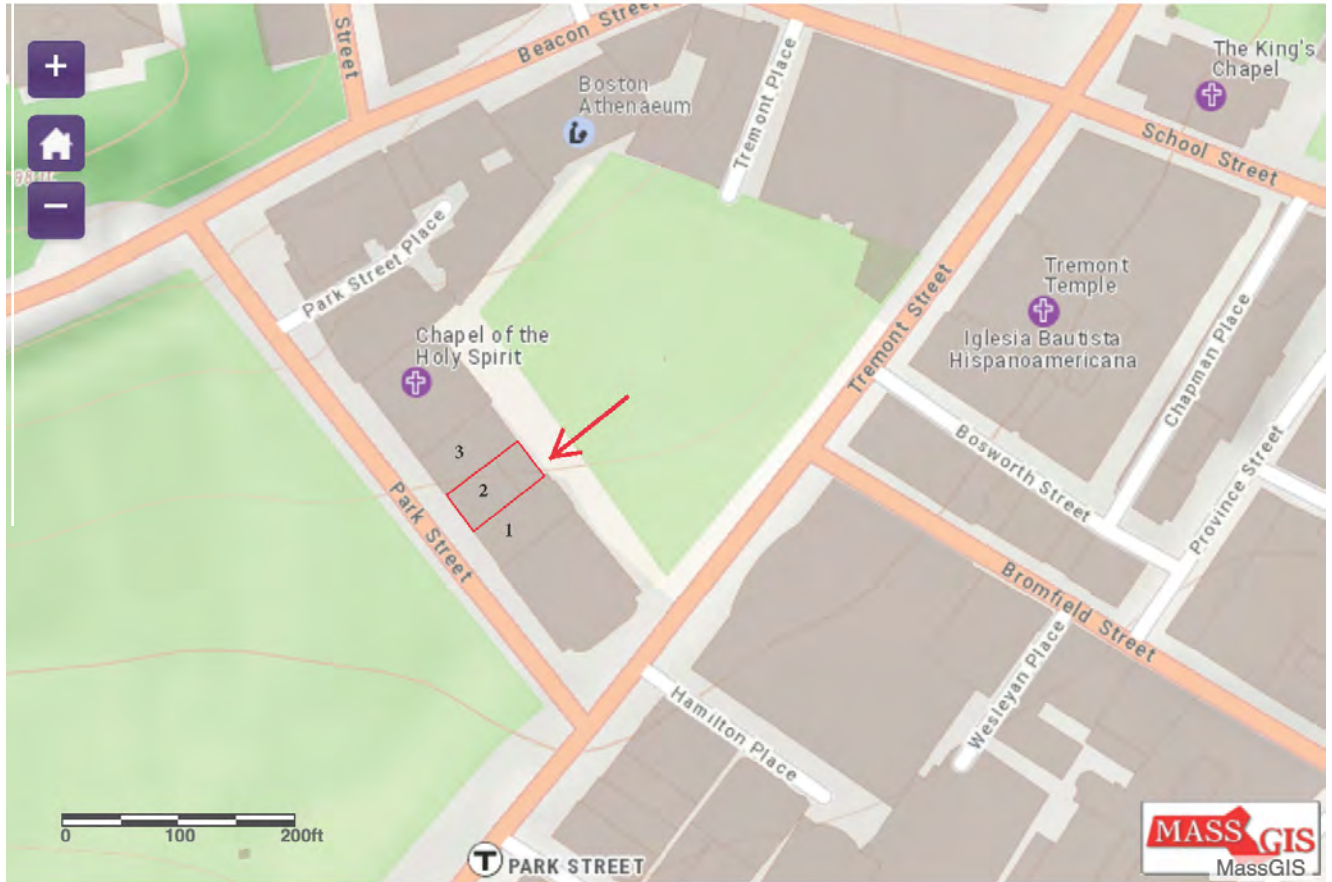 +
−
Street
Beacon Street
Boston
Athenaeum
Tremont Place
The King's
Chapel
School Street
Park Street Place
Tremont
Temple
Iglesia Bautista
Hispanoamericana
Chapel of the
Holy Spirit
Tremont Street
Chapman Place
Bosworth Street
Province Street
3
2
1
Park Street
Bromfield Street
Wesleyan Place
Hamilton Place
0 100 200ft
T PARK STREET
MASS GIS
MassGIS